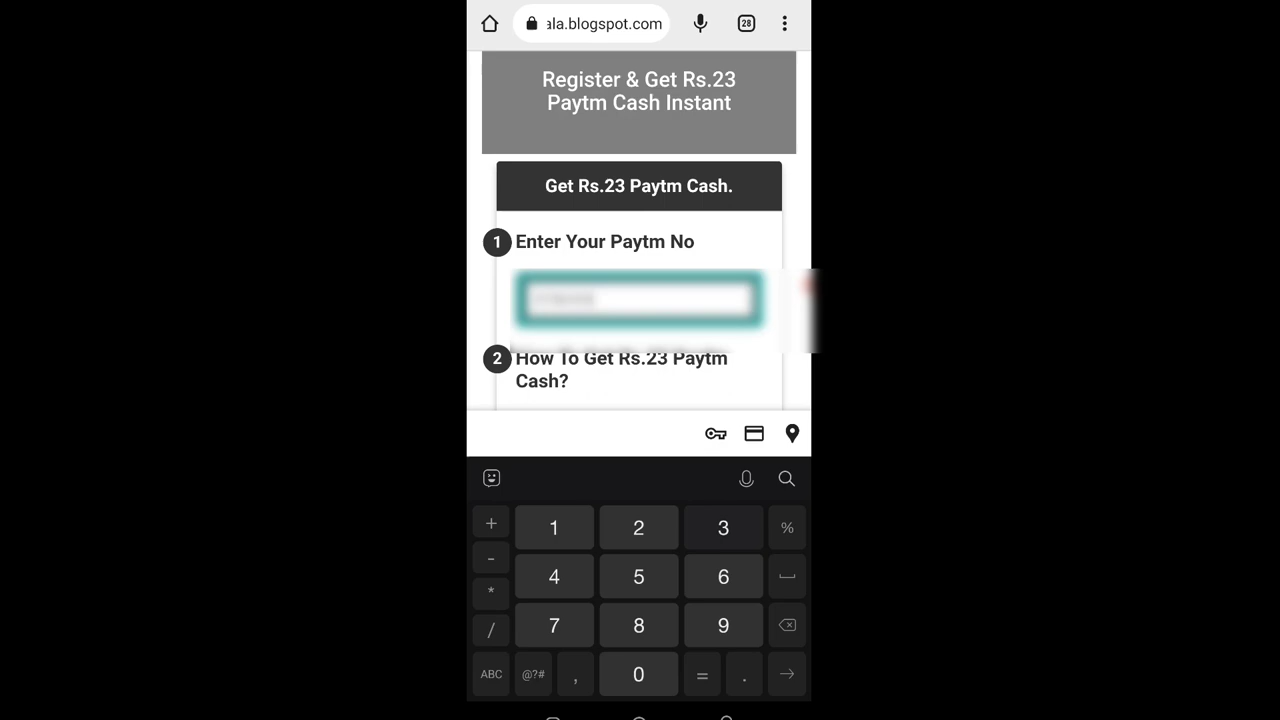 ala.blogspot.com
28
Register & Get Rs.23
Paytm Cash Instant
Get Rs.23 Paytm Cash.
1 Enter Your Paytm No
2 How To Get Rs.23 Paytm
Cash?
+ 1 2 3 %
- 4 5 6
* 7 8 9
/
ABC @?# , 0 = .